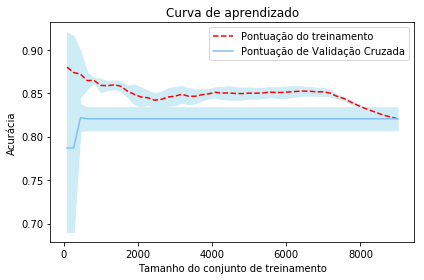 Curva de aprendizado
Pontuação do treinamento
Pontuação de Validação Cruzada
Acurácia
0.90
0.85
0.80
0.75
0.70
0
2000
4000
6000
8000
Tamanho do conjunto de treinamento